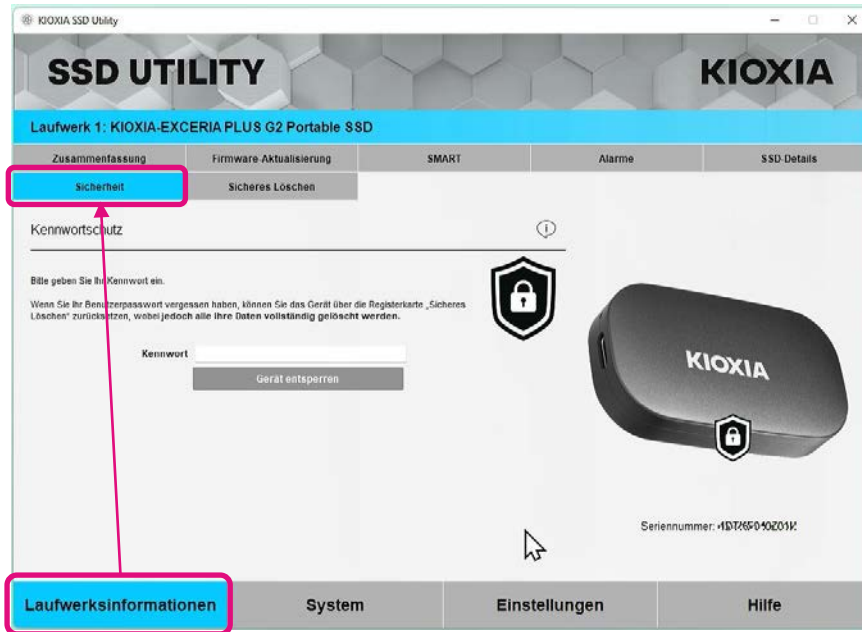 KIOXIA SSD Utility
SSD UTILITY
KIOXIA
Laufwerk 1: KIOXIA-EXCERIA PLUS G2 Portable SSD
Zusammenfassung Firmware-Aktualisierung SMART Alarme SSD-Details
Sicherheit Sicheres Löschen
Kennwortschutz
Bitte geben Sie Ihr Kennwort ein.
Wenn Sie Ihr Benutzerpasswort vergessen haben, können Sie das Gerät über die Registerkarte „Sicheres
Löschen“ zurücksetzen, wobei jedoch alle Ihre Daten vollständig gelöscht werden.
Kennwort
Gerät entsperren
KIOXIA
Seriennummer:
Laufwerksinformationen System Einstellungen Hilfe